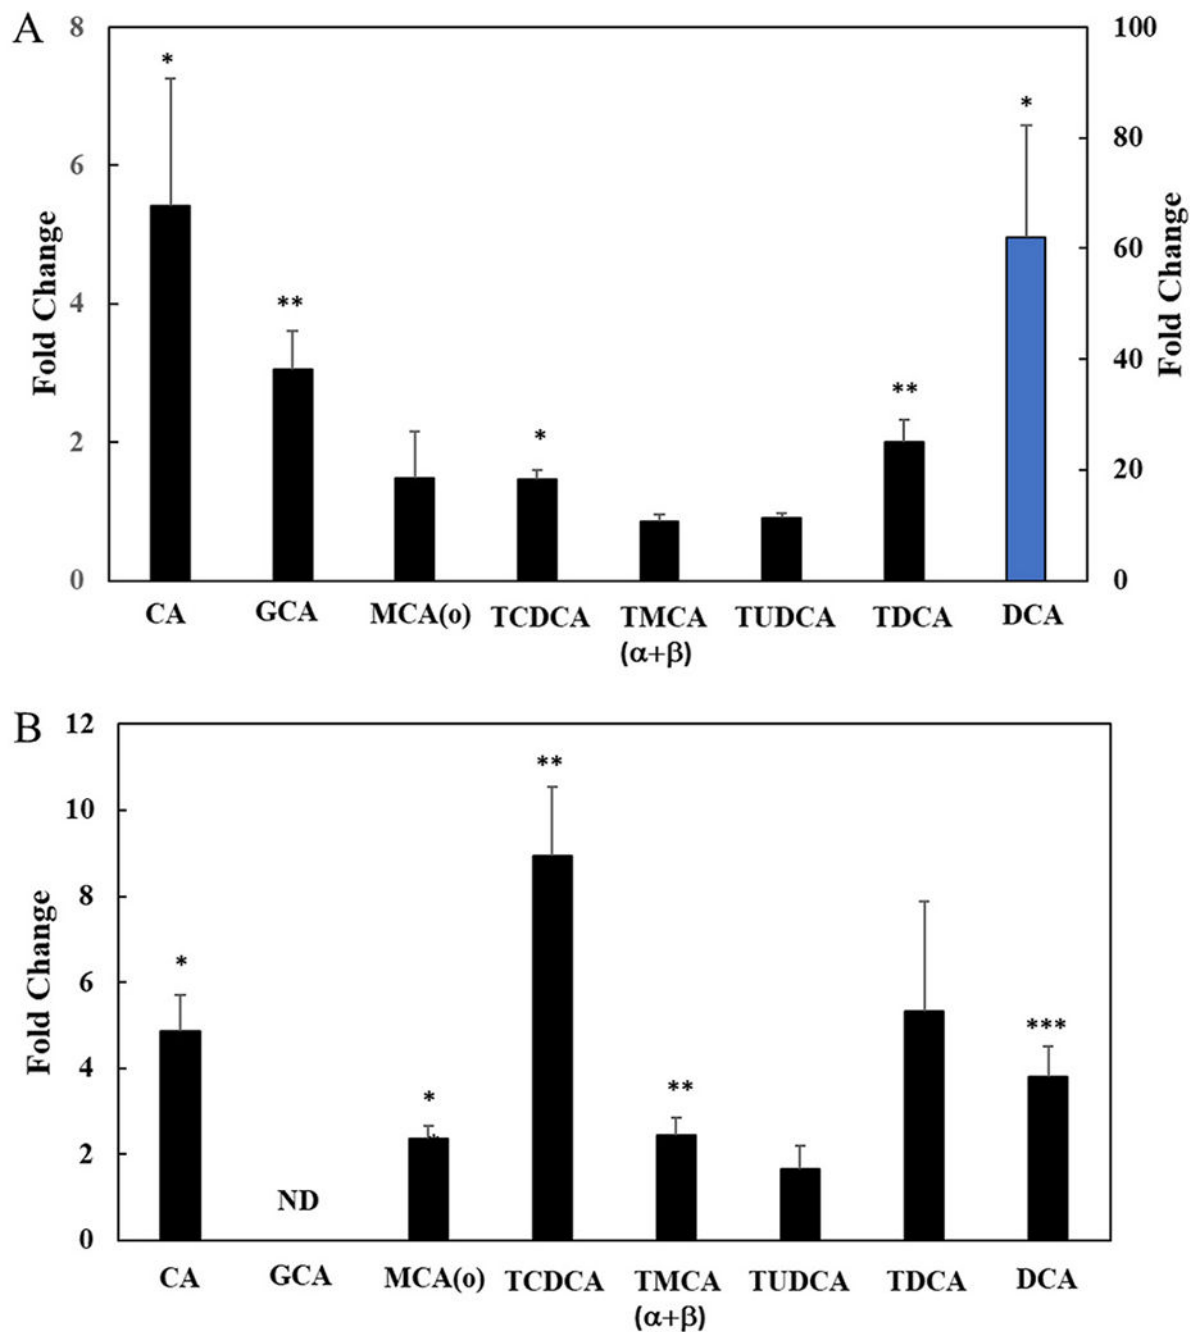 A
8
6
4
2
0
Fold Change
100
80
60
40
20
0
Fold Change
*
**
*
**
*
CA GCA MCA(o) TCDCA TMCA TUDCA TDCA DCA
(α+β)
B
12
10
8
6
4
2
0
Fold Change
*
ND
*
**
**
***
CA GCA MCA(o) TCDCA TMCA TUDCA TDCA DCA
(α+β)